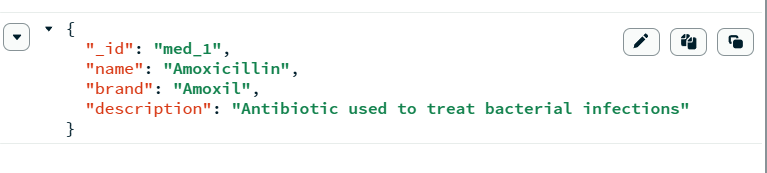 {
"_id": "med_1",
"name": "Amoxicillin",
"brand": "Amoxil",
"description": "Antibiotic used to treat bacterial infections"
}